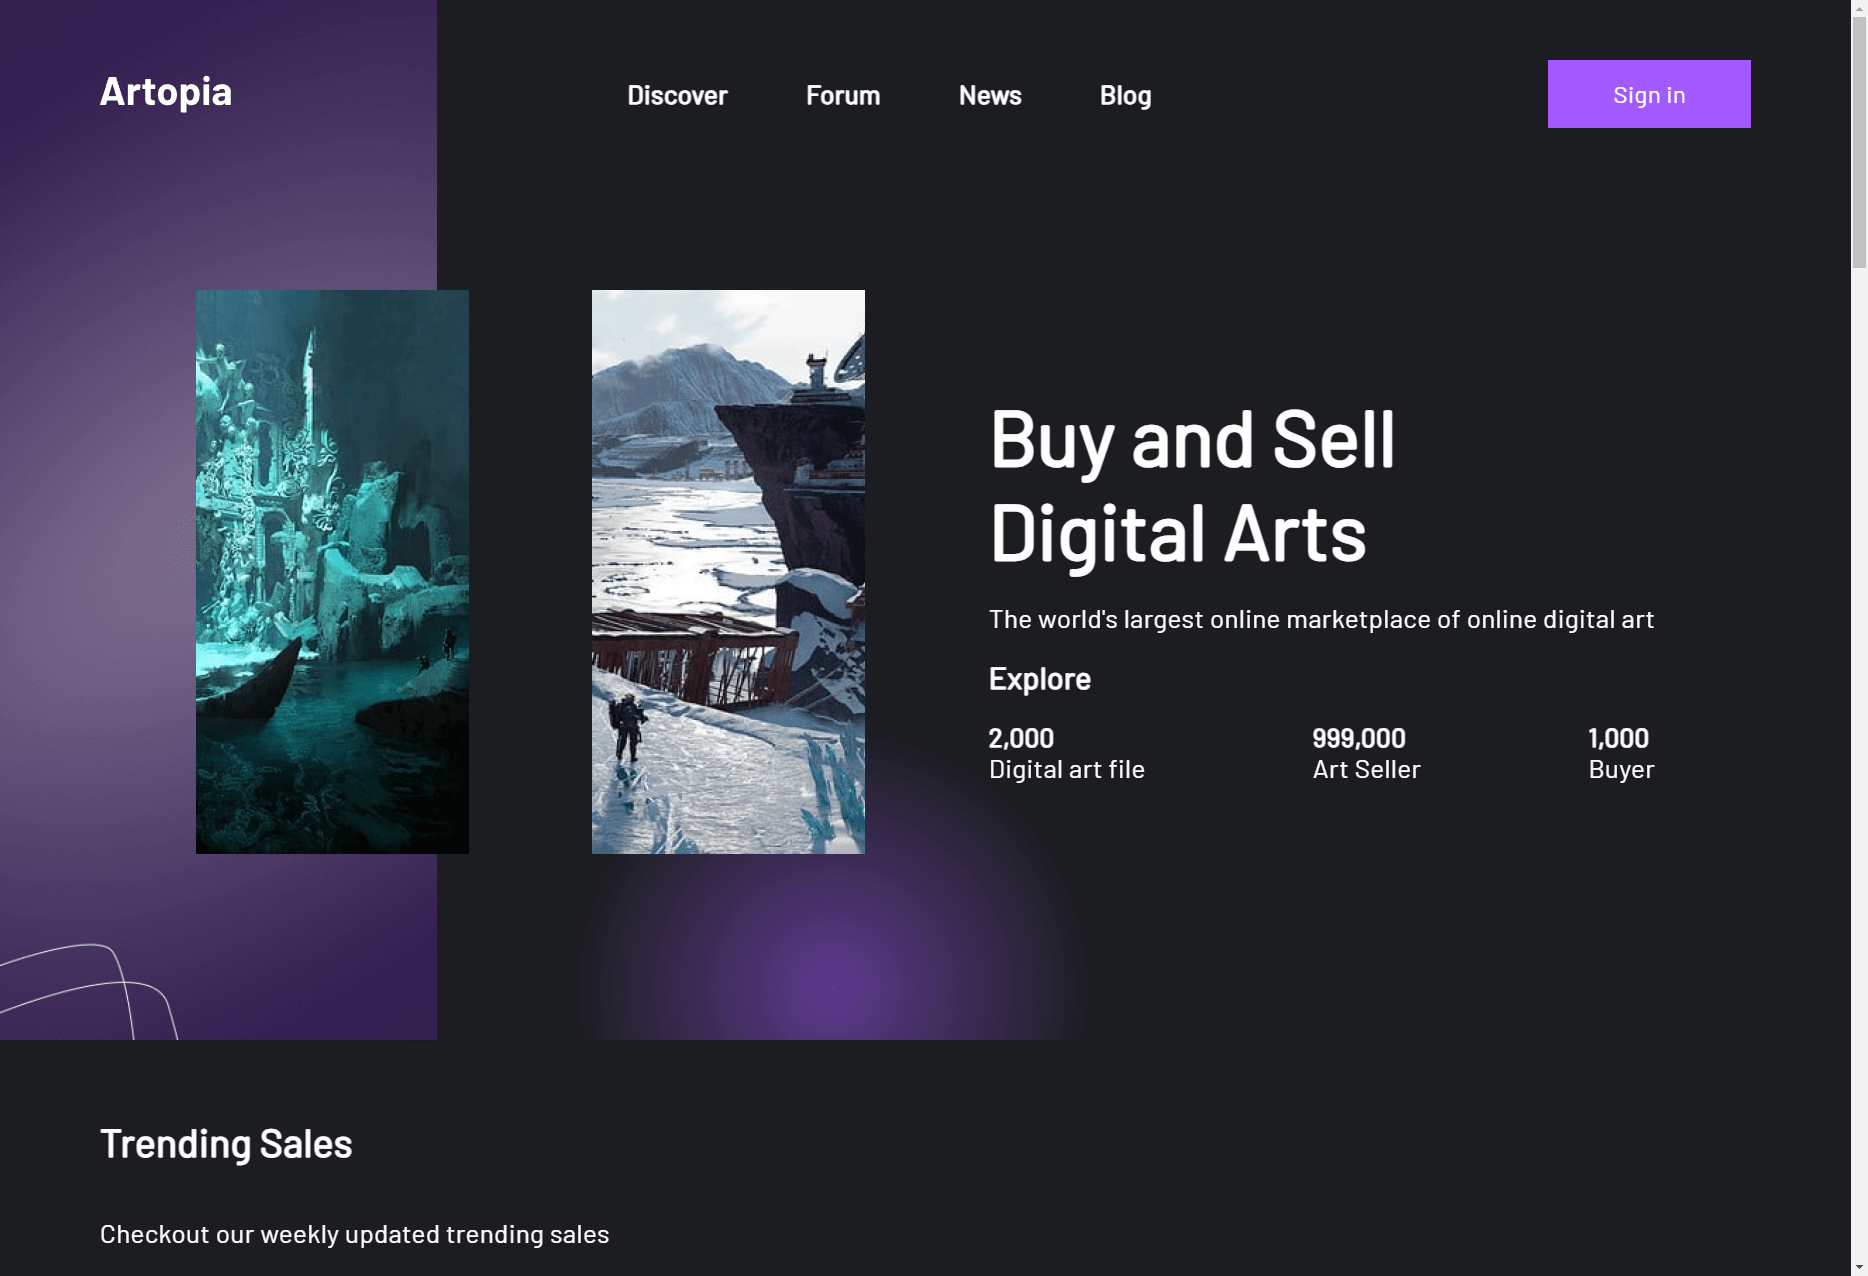 Artopia
Discover
Forum
News
Blog
Sign in
Buy and Sell
Digital Arts
The world's largest online marketplace of online digital art
Explore
2,000
Digital art file
999,000
Art Seller
1,000
Buyer
Trending Sales
Checkout our weekly updated trending sales